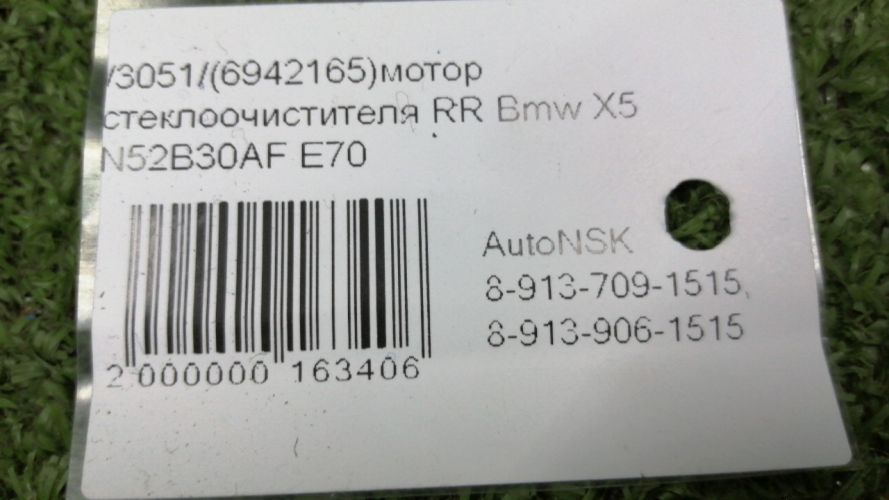 /3051/(6942165)мотор
стеклоочистителя RR Bmw X5
N52B30AF E70
AutoNSK
8-913-709-1515,
8-913-906-1515
2 000000 163406